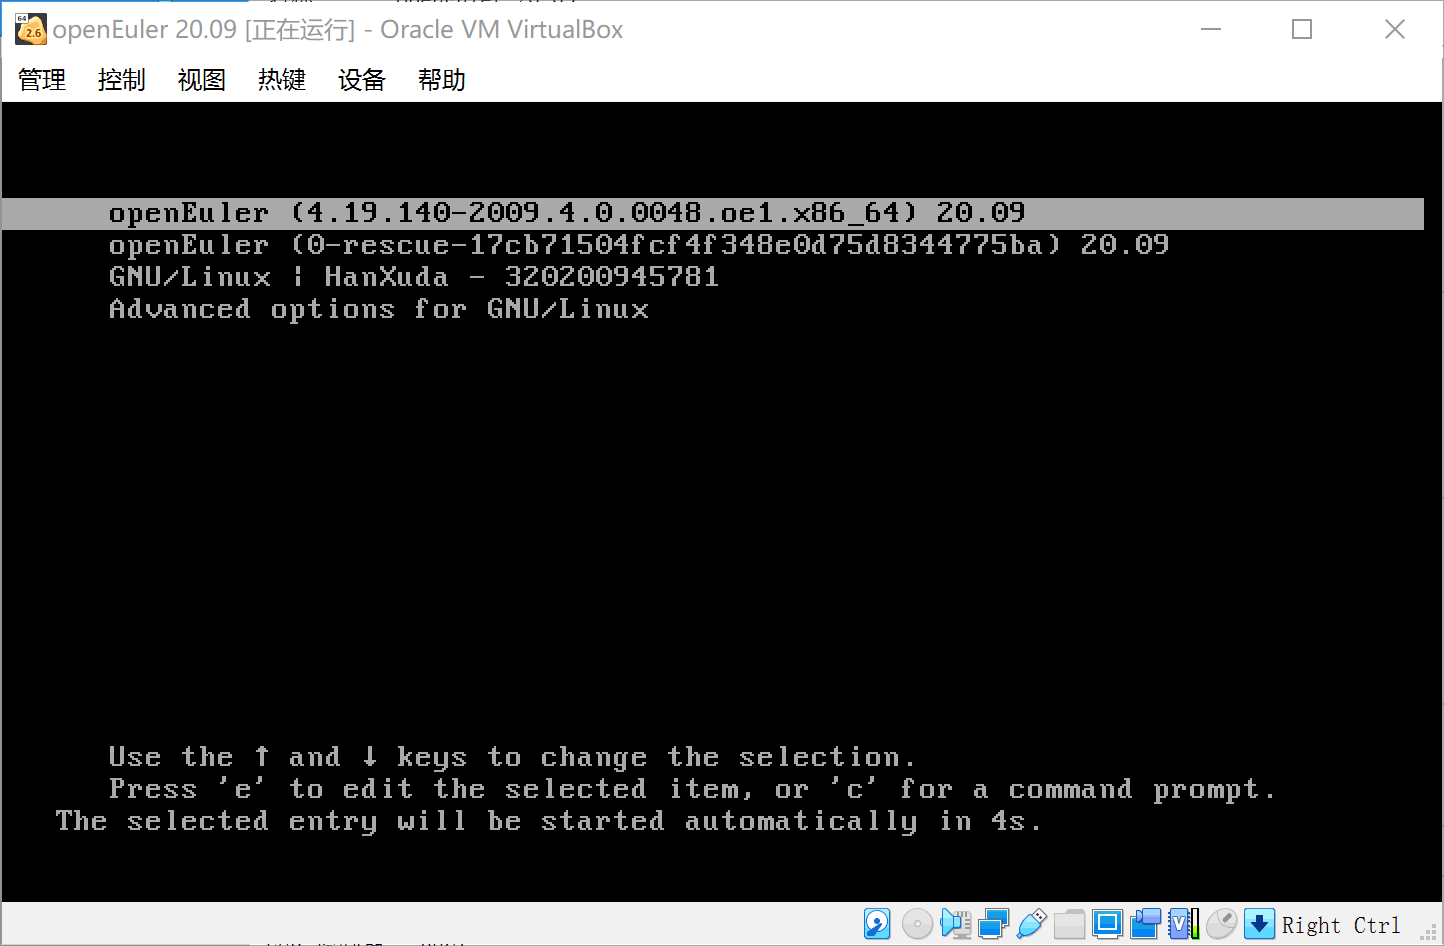 openEuler 20.09 [正在运行] - Oracle VM VirtualBox
管理 控制 视图 热键 设备 帮助
openEuler (4.19.140-2009.4.0.0048.oe1.x86_64) 20.09
openEuler (0-rescue-17cb71504fcf4f348e0d75d8344775ba) 20.09
GNU/Linux | HanXuda - 320200945781
Advanced options for GNU/Linux
Use the ↑ and ↓ keys to change the selection.
Press 'e' to edit the selected item, or 'c' for a command prompt.
The selected entry will be started automatically in 4s.
Right Ctrl